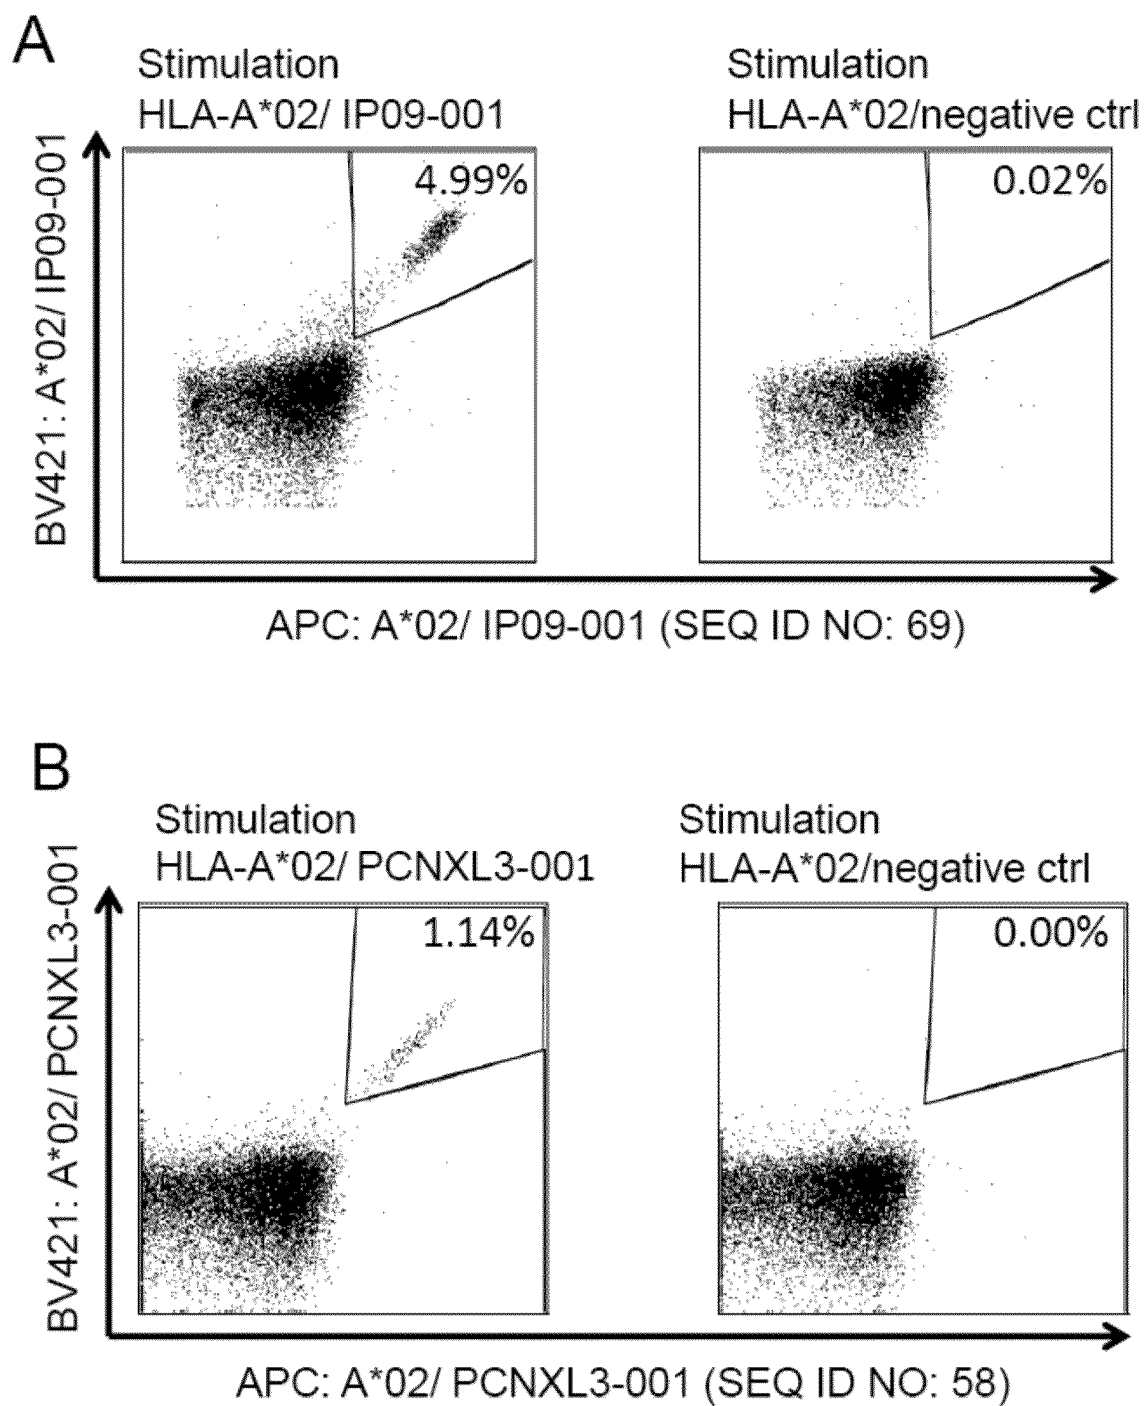 A
Stimulation
HLA-A*02/ IP09-001
Stimulation
HLA-A*02/negative ctrl
BV421: A*02/ IP09-001
4.99%
0.02%
APC: A*02/ IP09-001 (SEQ ID NO: 69)
B
Stimulation
HLA-A*02/ PCNXL3-001
Stimulation
HLA-A*02/negative ctrl
BV421: A*02/ PCNXL3-001
1.14%
0.00%
APC: A*02/ PCNXL3-001 (SEQ ID NO: 58)